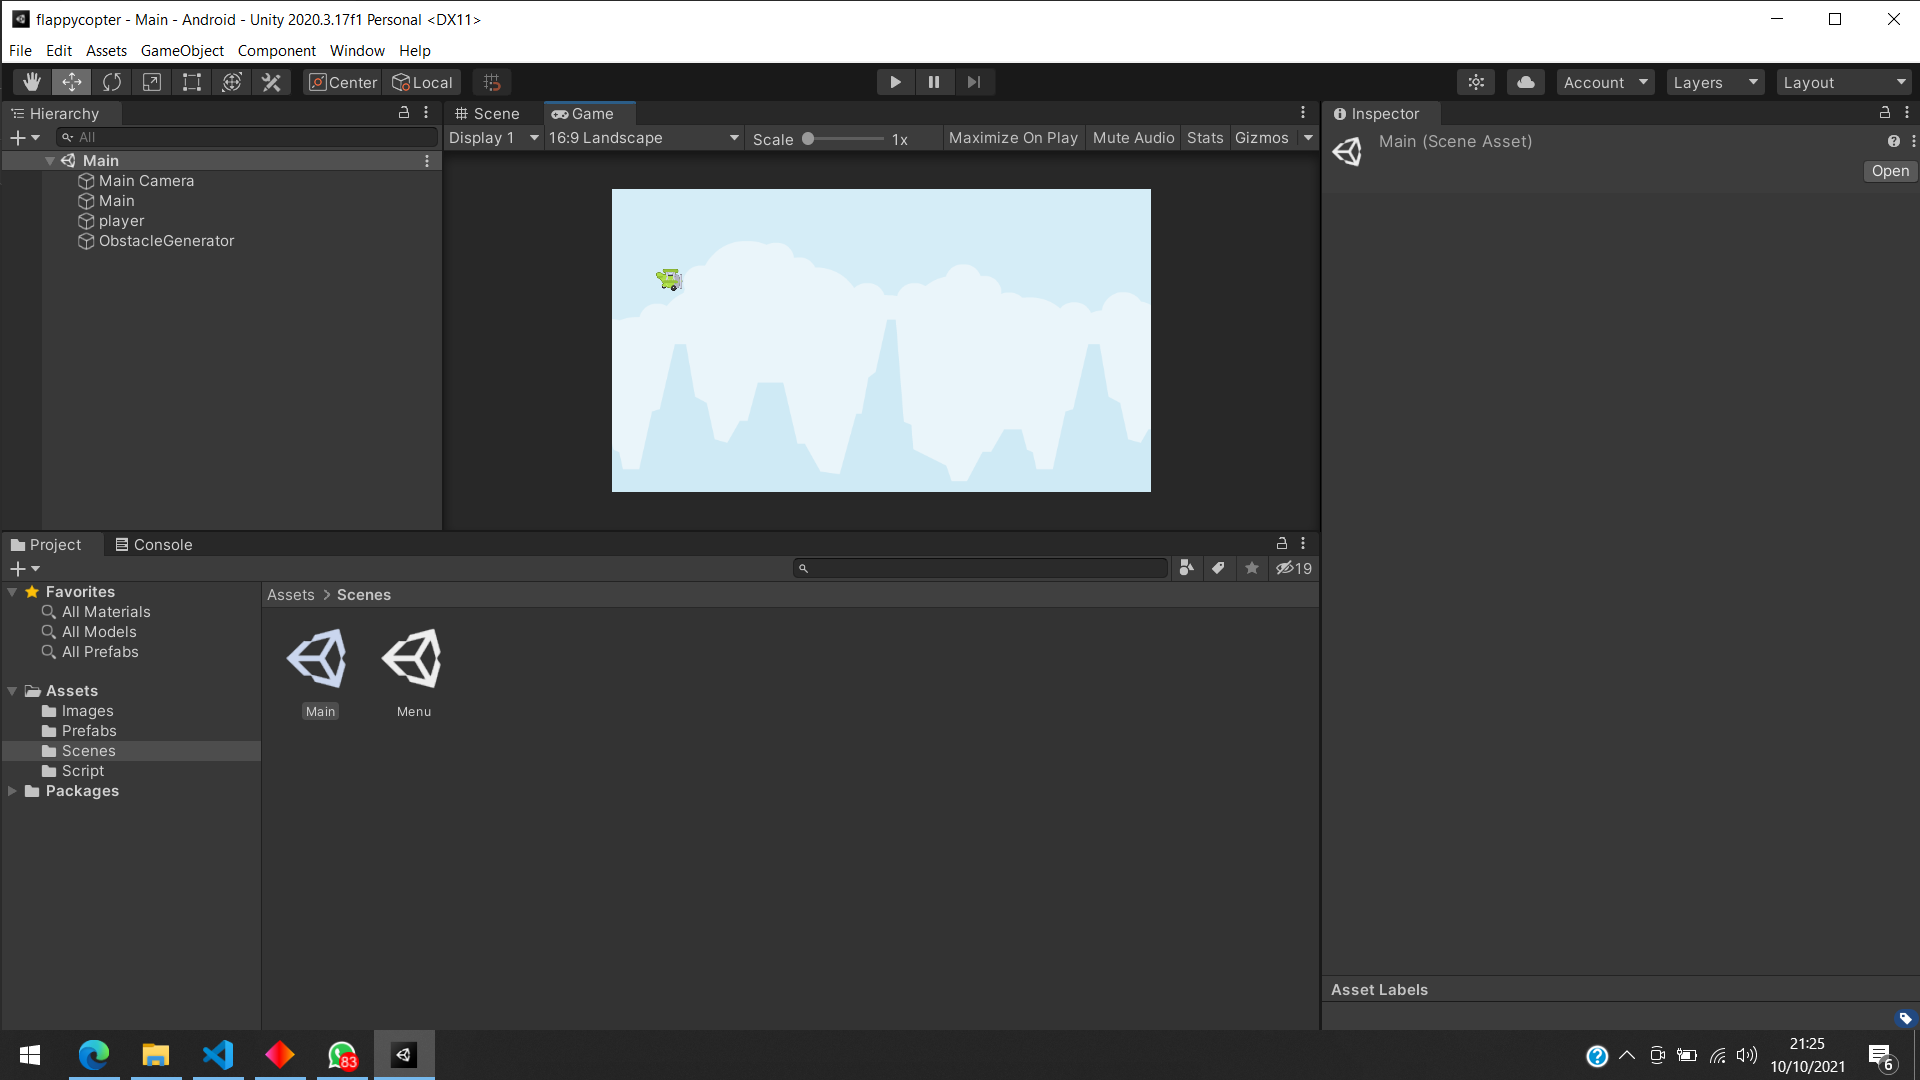 flappycopter - Main - Android - Unity 2020.3.17f1 Personal <DX11>
File Edit Assets GameObject Component Window Help
Center Local Account Layers Layout
Hierarchy
All
Main
Main Camera
Main
player
ObstacleGenerator
Scene Game
Display 1 16:9 Landscape Scale 1x Maximize On Play Mute Audio Stats Gizmos
Inspector
Main (Scene Asset)
Open
Project Console
19
Favorites
All Materials
All Models
All Prefabs
Assets
Images
Prefabs
Scenes
Script
Packages
Assets > Scenes
Main Menu
Asset Labels
83
21:25
10/10/2021
6